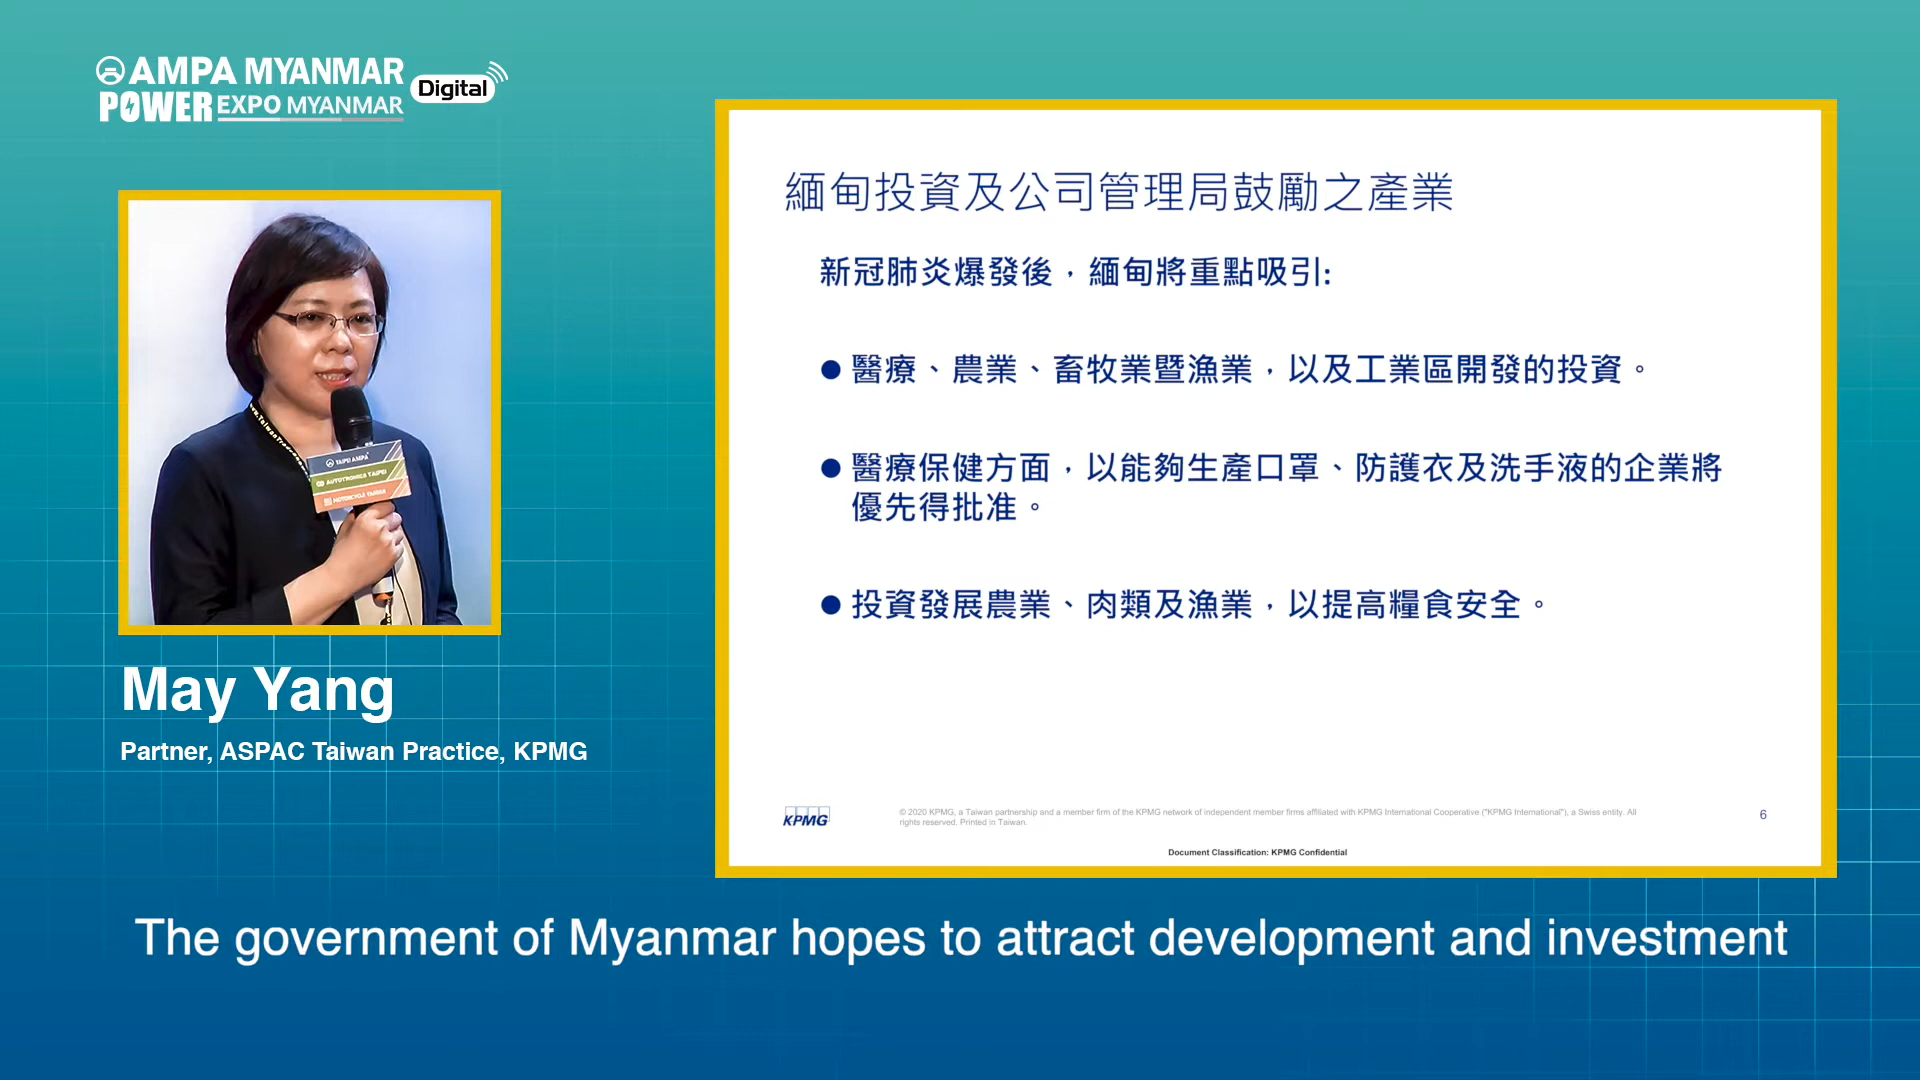 AMPA MYANMAR
POWER EXPO MYANMAR
Digital
緬甸投資及公司管理局鼓勵之產業
新冠肺炎爆發後，緬甸將重點吸引:
● 醫療、農業、畜牧業暨漁業，以及工業區開發的投資。
● 醫療保健方面，以能夠生產口罩、防護衣及洗手液的企業將
優先得批准。
● 投資發展農業、肉類及漁業，以提高糧食安全。
KPMG
© 2020 KPMG, a Taiwan partnership and a member firm of the KPMG network of independent member firms affiliated with KPMG International Cooperative ("KPMG International"), a Swiss entity. All
rights reserved. Printed in Taiwan.
6
Document Classification: KPMG Confidential
TAIPEI AMPA
AUTOTRONICS TAIPEI
MOTORCYCLE TAIWAN
May Yang
Partner, ASPAC Taiwan Practice, KPMG
The government of Myanmar hopes to attract development and investment